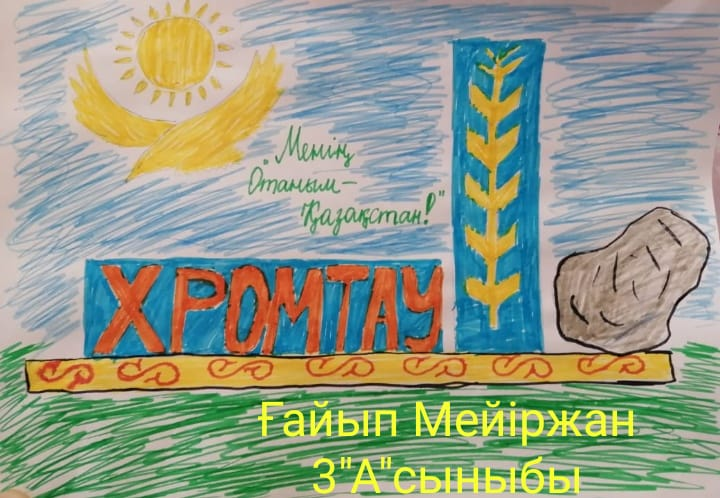 "Менің
Отаным –
Қазақстан!"
ХРОМТАУ
Ғайып Мейіржан
3"А"сыныбы